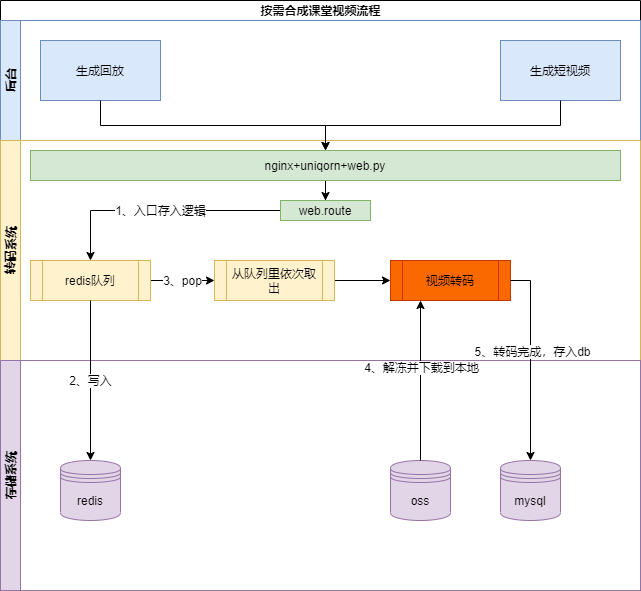 按需合成课堂视频流程
后台
生成回放
生成短视频
转码系统
nginx+uniqorn+web.py
web.route
1、入口存入逻辑
redis队列
3、pop
从队列里依次取
出
视频转码
5、转码完成，存入db
4、解冻并下载到本地
2、写入
存储系统
redis
oss
mysql